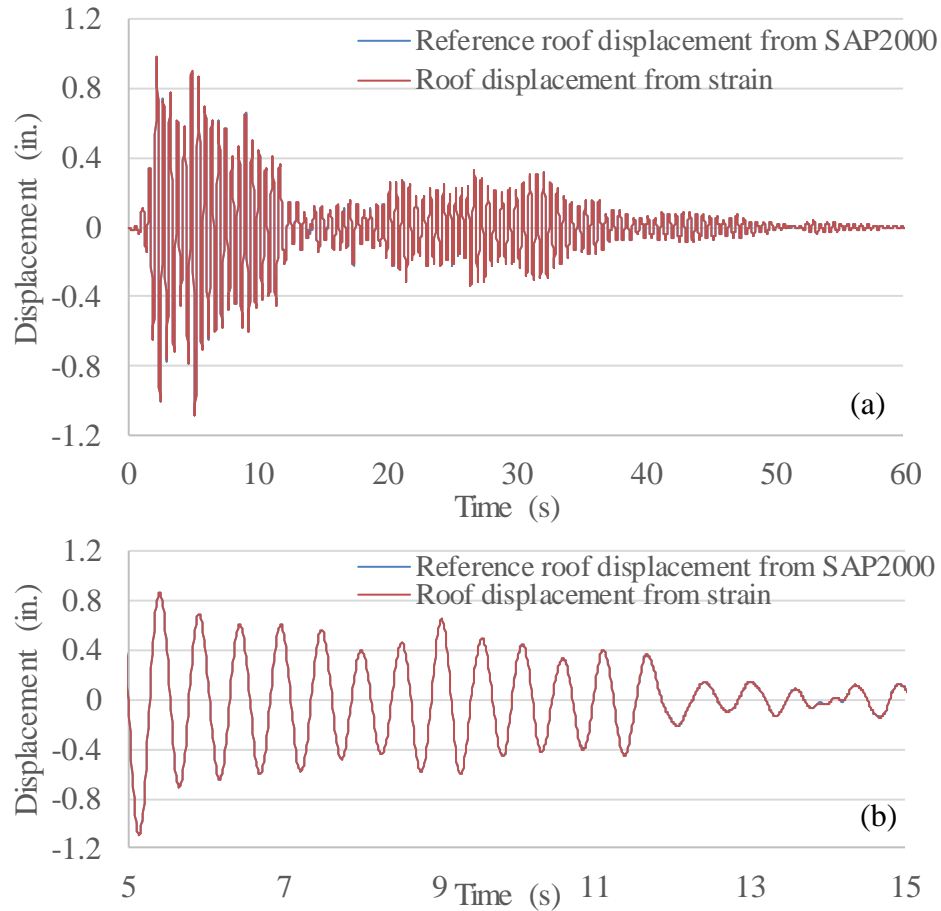 1.2
0.8
0.4
0
-0.4
-0.8
-1.2
Displacement (in.)
Reference roof displacement from SAP2000
Roof displacement from strain
(a)
0 10 20 30 40 50 60
Time (s)
1.2
0.8
0.4
0
-0.4
-0.8
-1.2
Displacement (in.)
Reference roof displacement from SAP2000
Roof displacement from strain
(b)
5 7 9 11 13 15
Time (s)